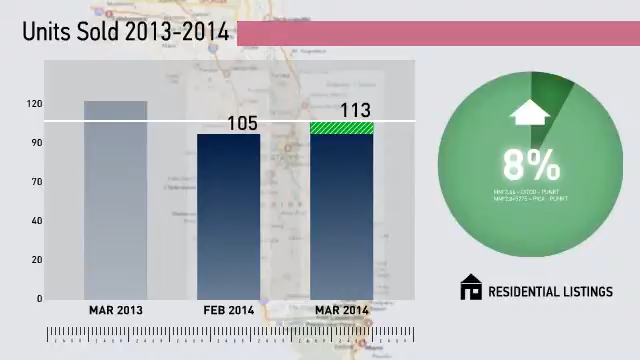 Units Sold 2013-2014
120
90
70
40
20
0
105
113
MAR 2013
FEB 2014
MAR 2014
8%
RESIDENTIAL LISTINGS